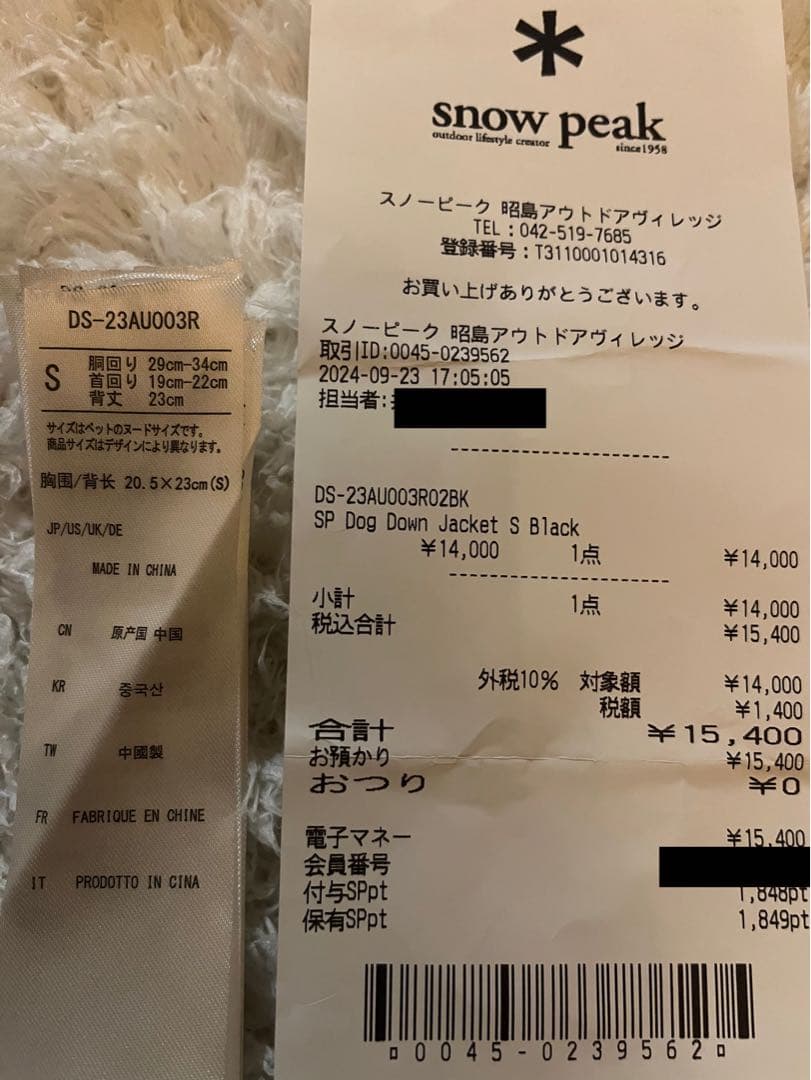 DS-23AU003R
S
胴回り 29cm-34cm
首回り 19cm-22cm
背丈 23cm
サイズはペットのヌードサイズです。
商品サイズはデザインにより異なります。
胸围/背长 20.5×23cm(S)
JP/US/UK/DE
MADE IN CHINA
CN 原产国 中国
KR 중국산
TW 中國製
FR FABRIQUE EN CHINE
IT PRODOTTO IN CINA
snow peak
outdoor lifestyle creator since1958
スノーピーク 昭島アウトドアヴィレッジ
TEL:042-519-7685
登録番号:T3110001014316
お買い上げありがとうございます。
スノーピーク 昭島アウトドアヴィレッジ
取引ID:0045-0239562
2024-09-23 17:05:05
担当者:
DS-23AU003R02BK
SP Dog Down Jacket S Black
¥14,000 1点 ¥14,000
小計 1点 ¥14,000
税込合計 ¥15,400
外税10% 対象額 ¥14,000
税額 ¥1,400
合計 ¥15,400
お預かり ¥15,400
おつり ¥0
電子マネー ¥15,400
会員番号
付与SPpt 1,848pt
保有SPpt 1,849pt
0045-0239562